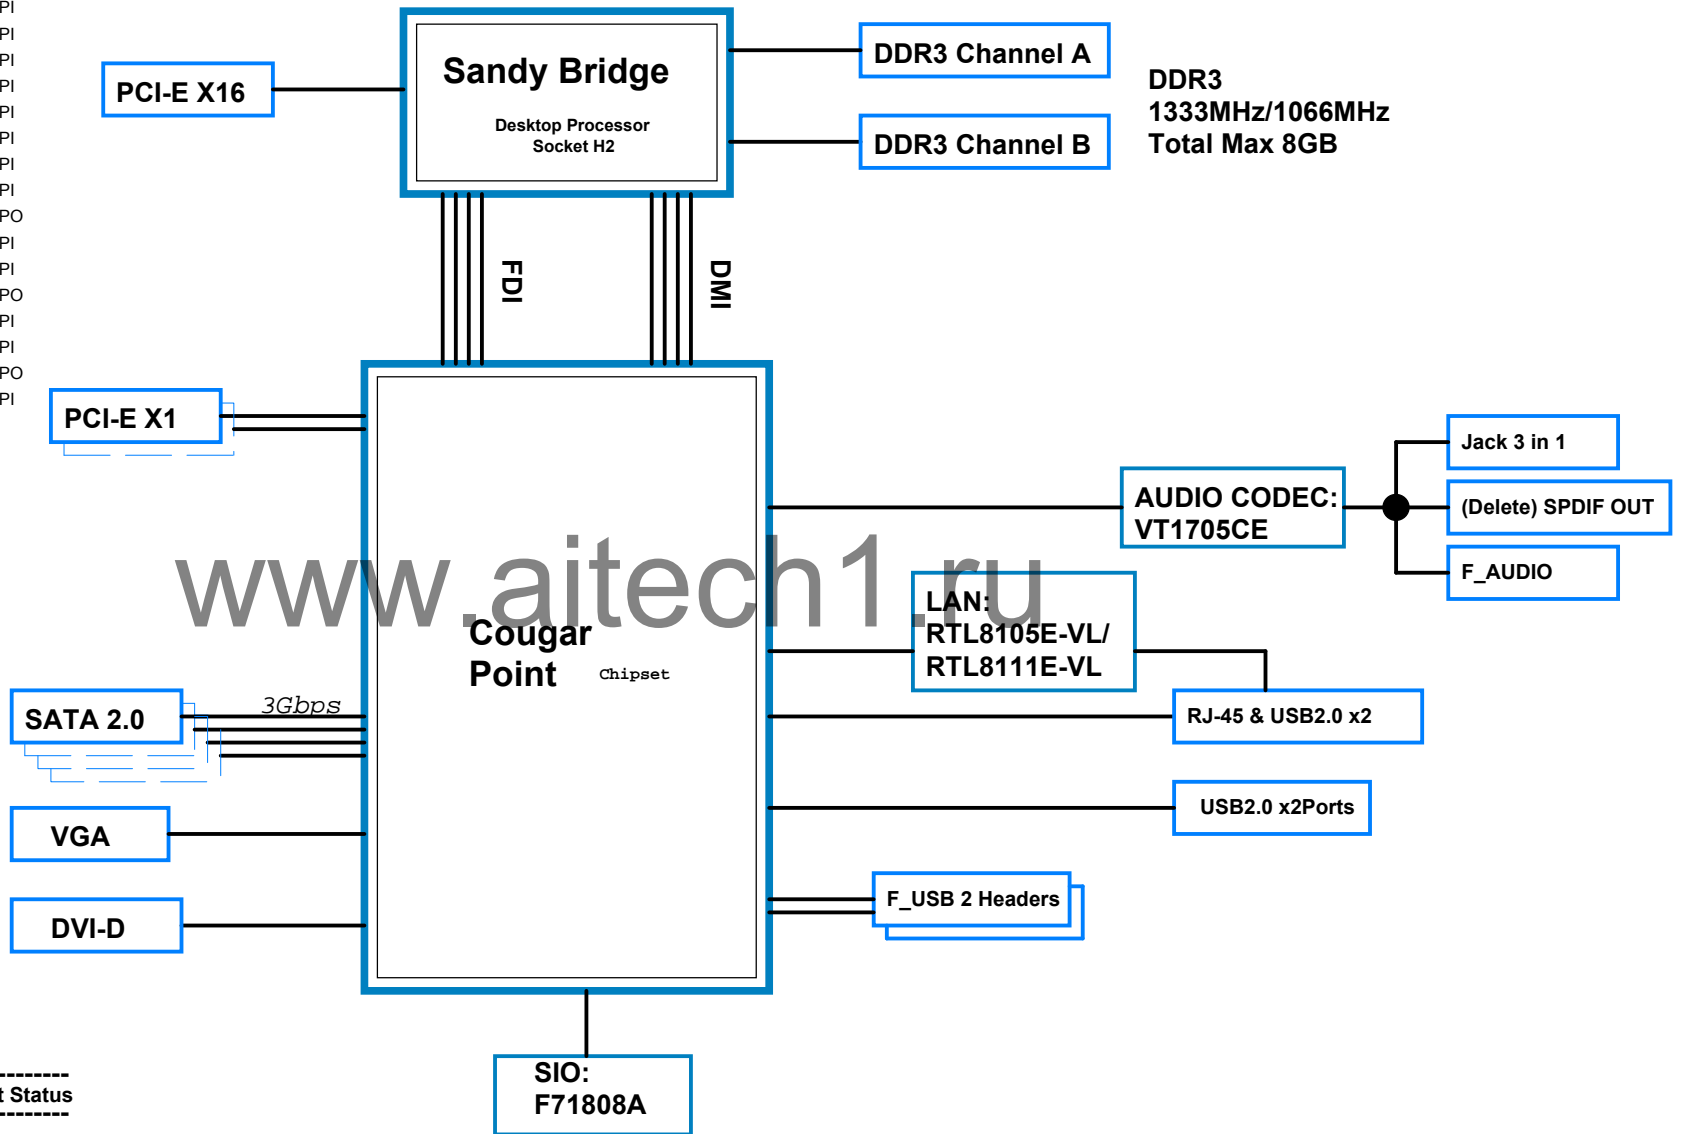 PI
PI
PI
PI
PI
PI
PI
PI
PO
PI
PI
PO
PI
PI
PO
PI
Sandy Bridge
Desktop Processor
Socket H2
PCI-E X16
DDR3 Channel A
DDR3 Channel B
DDR3
1333MHz/1066MHz
Total Max 8GB
FDI
DMI
PCI-E X1
Jack 3 in 1
AUDIO CODEC:
VT1705CE
(Delete) SPDIF OUT
F_AUDIO
www.aitech1.ru
LAN:
RTL8105E-VL/
RTL8111E-VL
Cougar
Point
Chipset
SATA 2.0
3Gbps
RJ-45 & USB2.0 x2
VGA
USB2.0 x2Ports
DVI-D
F_USB 2 Headers
SIO:
F71808A
--------
t Status
--------